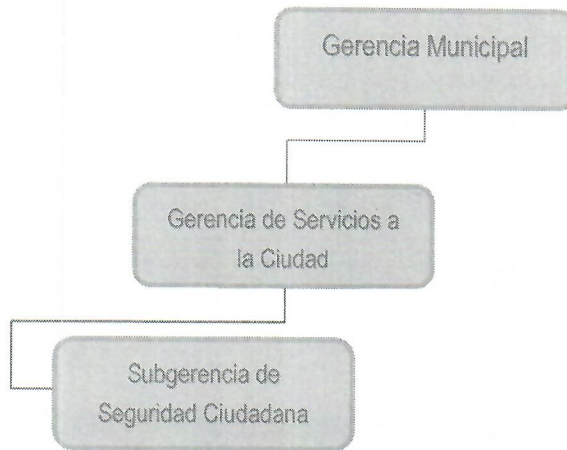 Gerencia Municipal
Gerencia de Servicios a
la Ciudad
Subgerencia de
Seguridad Ciudadana